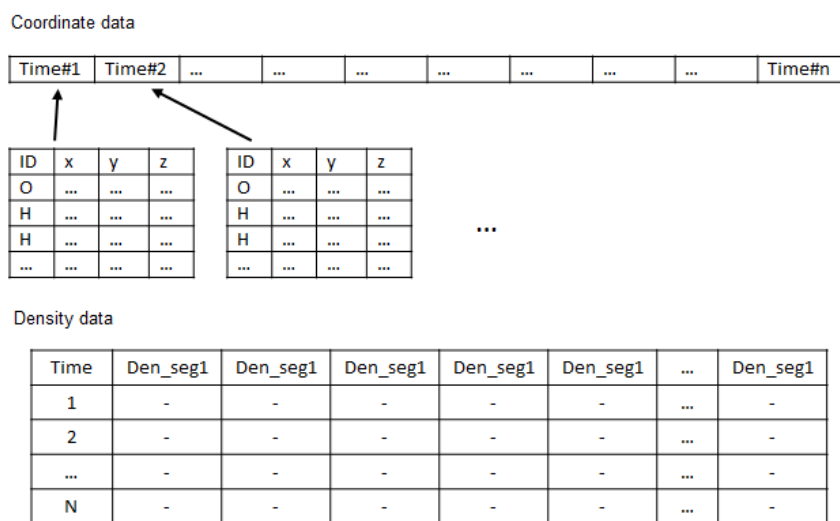 Coordinate data
Time#1 Time#2 ... ... ... ... ... ... ... Time#n
ID x y z ID x y z
O ... ... ... O ... ... ...
H ... ... ... H ... ... ...
H ... ... ... H ... ... ...
... ... ... ... ... ... ... ...
...
Density data
Time Den_seg1 Den_seg1 Den_seg1 Den_seg1 Den_seg1 ... Den_seg1
1 - - - - - ... -
2 - - - - - ... -
... - - - - - ... -
N - - - - - ... -